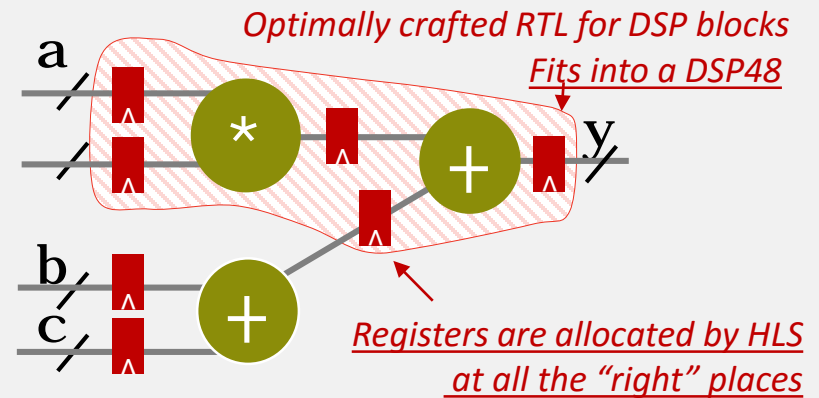 Optimally crafted RTL for DSP blocks
Fits into a DSP48
a
*
+
y
b
c
+
Registers are allocated by HLS
at all the “right” places